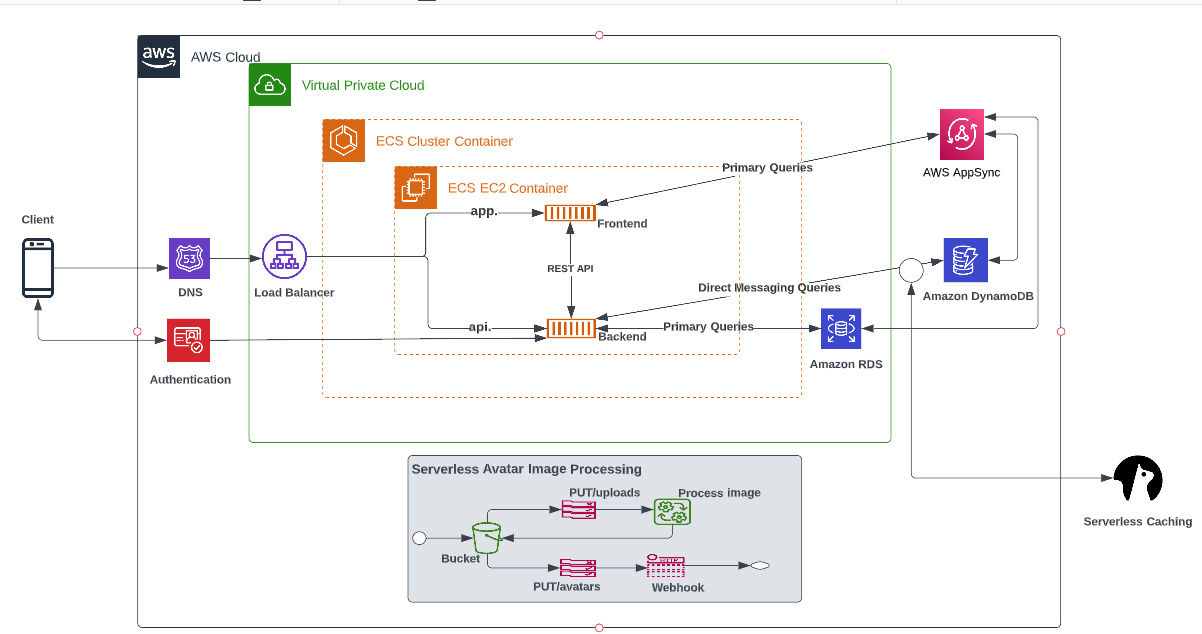 aws
AWS Cloud
Virtual Private Cloud
ECS Cluster Container
ECS EC2 Container
Primary Queries
AWS AppSync
app.
Frontend
Client
53
REST API
DNS
Load Balancer
Direct Messaging Queries
Amazon DynamoDB
api.
Backend
Primary Queries
Amazon RDS
Authentication
Serverless Avatar Image Processing
PUT/uploads
Process image
Bucket
HTTP
PUT/avatars
Webhook
Serverless Caching